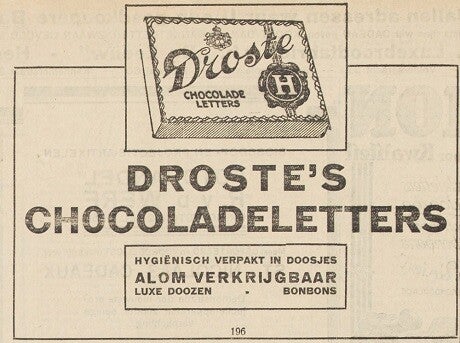 Droste
CHOCOLADE
LETTERS
H
DROSTE'S
CHOCOLADELETTERS
HYGIËNISCH VERPAKT IN DOOSJES
ALOM VERKRIJGBAAR
LUXE DOOZEN - BONBONS
196